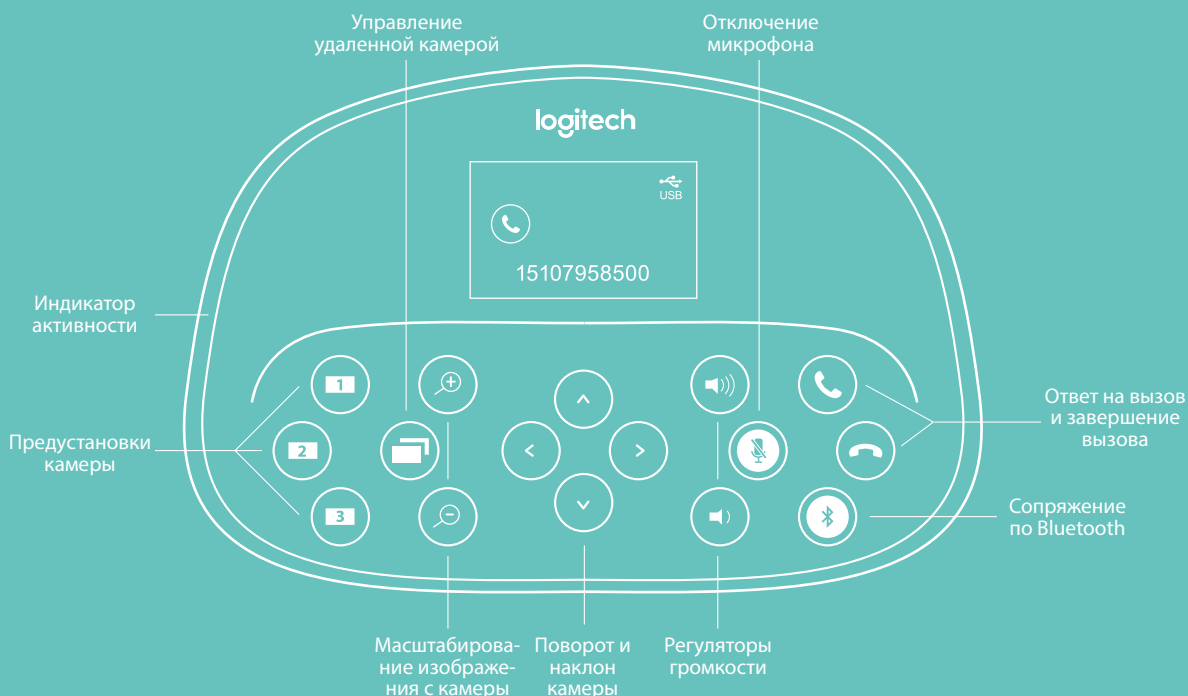 Управление
удаленной камерой
Отключение
микрофона
logitech
USB
15107958500
Индикатор
активности
1
2
3
Предустановки
камеры
Ответ на вызов
и завершение
вызова
Сопряжение
по Bluetooth
Масштабирова-
ние изображе-
ния с камеры
Поворот и
наклон
камеры
Регуляторы
громкости